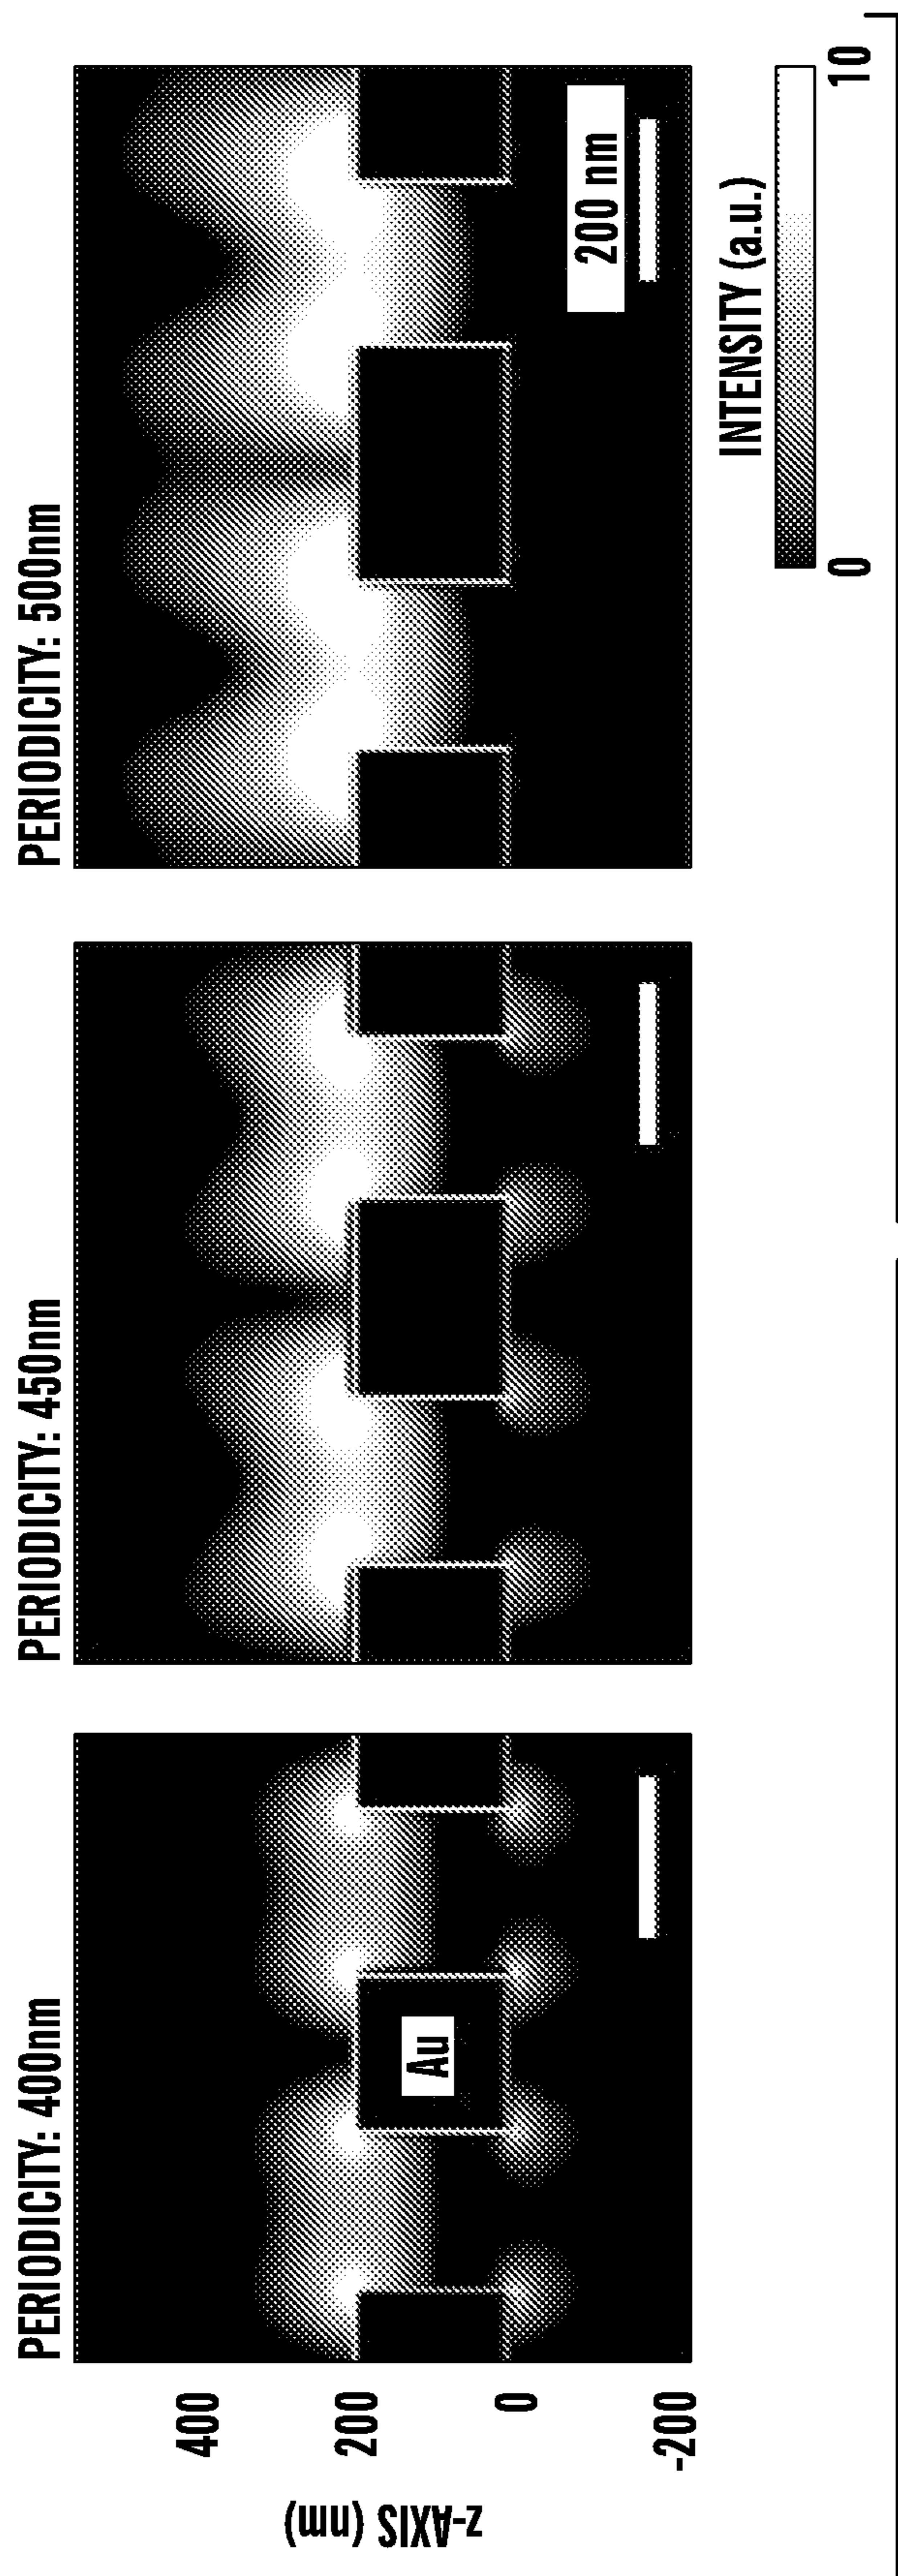 PERIODICITY: 400nm
PERIODICITY: 450nm
PERIODICITY: 500nm
z-AXIS (nm)
400
200
0
-200
Au
200 nm
INTENSITY (a.u.)
0
10